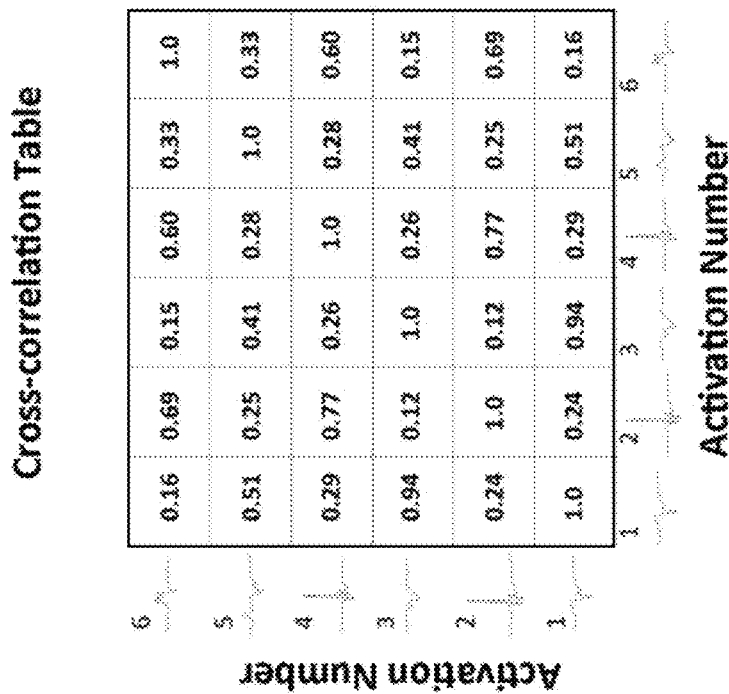 Cross-correlation Table
Activation Number
6 0.16 0.69 0.15 0.60 0.33 1.0
5 0.51 0.25 0.41 0.28 1.0 0.33
4 0.29 0.77 0.26 1.0 0.28 0.60
3 0.94 0.12 1.0 0.26 0.41 0.15
2 0.24 1.0 0.12 0.77 0.25 0.69
1 1.0 0.24 0.94 0.29 0.51 0.16
1 2 3 4 5 6
Activation Number